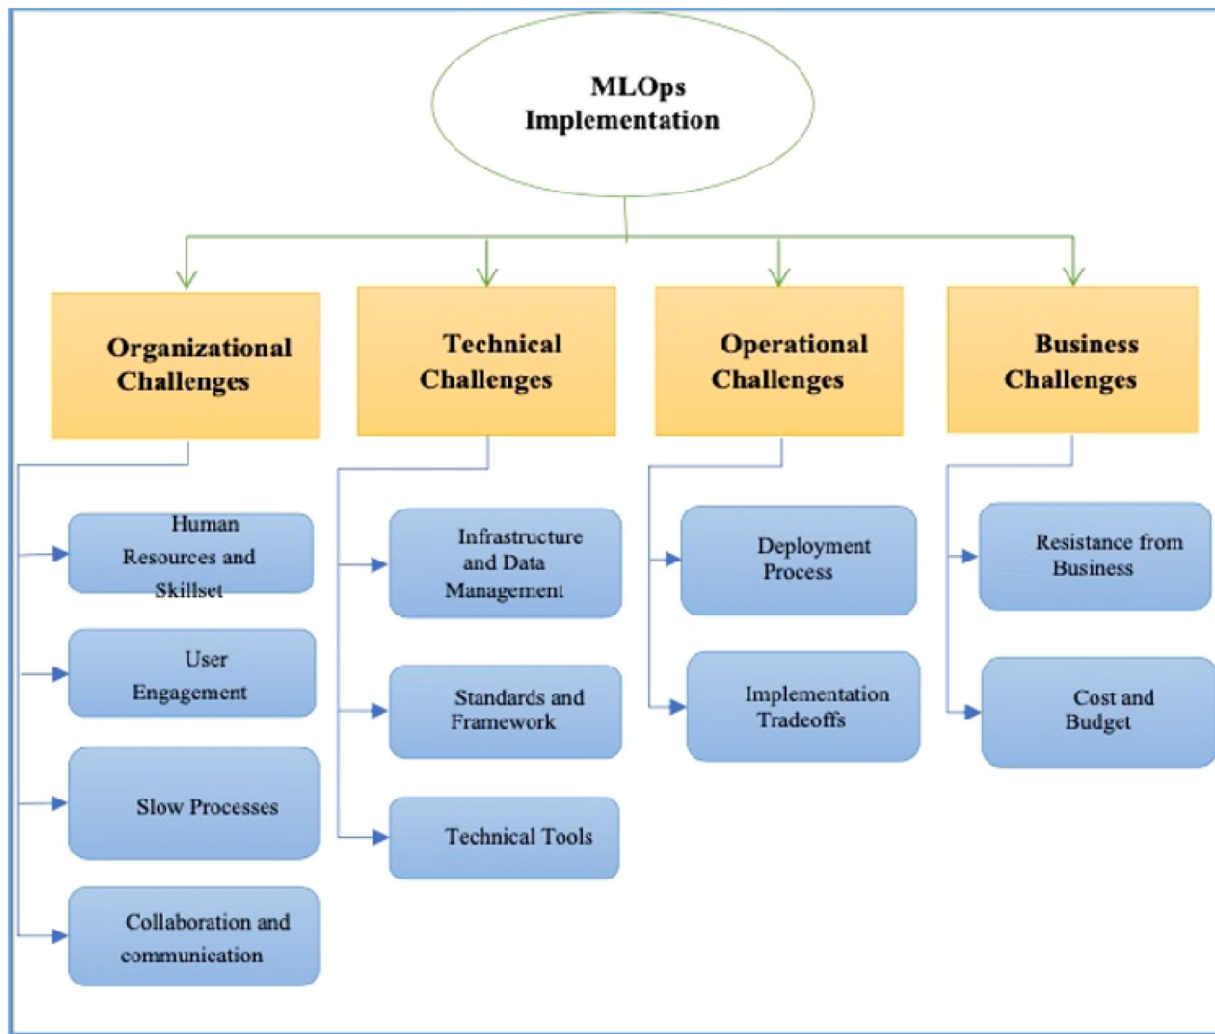 MLOps
Implementation
Organizational
Challenges
Technical
Challenges
Operational
Challenges
Business
Challenges
Human
Resources and
Skillset
User
Engagement
Slow Processes
Collaboration and
communication
Infrastructure
and Data
Management
Standards and
Framework
Technical Tools
Deployment
Process
Implementation
Tradeoffs
Resistance from
Business
Cost and
Budget